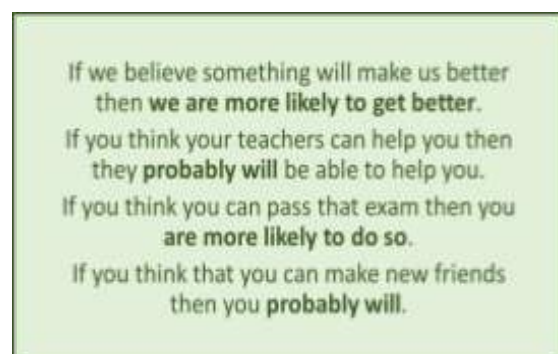 If we believe something will make us better
then we are more likely to get better.
If you think your teachers can help you then
they probably will be able to help you.
If you think you can pass that exam then you
are more likely to do so.
If you think that you can make new friends
then you probably will.